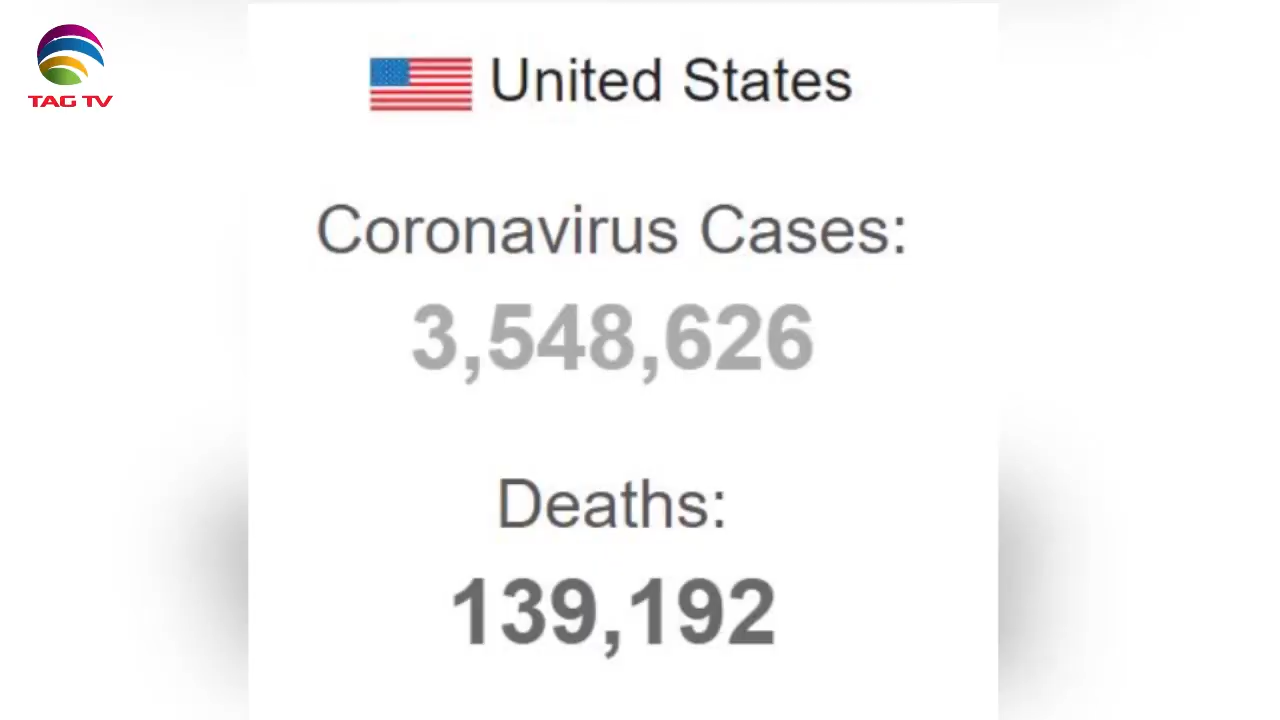 TAG TV
United States
Coronavirus Cases:
3,548,626
Deaths:
139,192